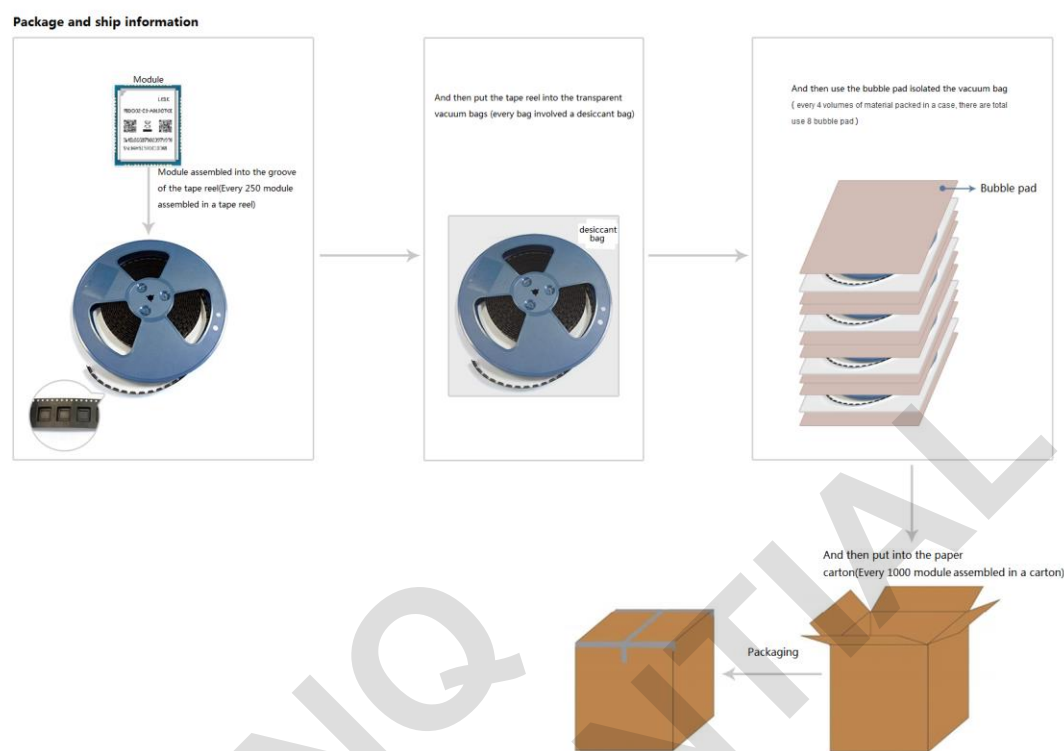 Package and ship information
Module
Module assembled into the groove
of the tape reel(Every 250 module
assembled in a tape reel)
And then put the tape reel into the transparent
vacuum bags (every bag involved a desiccant bag)
desiccant
bag
And then use the bubble pad isolated the vacuum bag
( every 4 volumes of material packed in a case, there are total
use 8 bubble pad )
Bubble pad
And then put into the paper
carton(Every 1000 module assembled in a carton)
Packaging